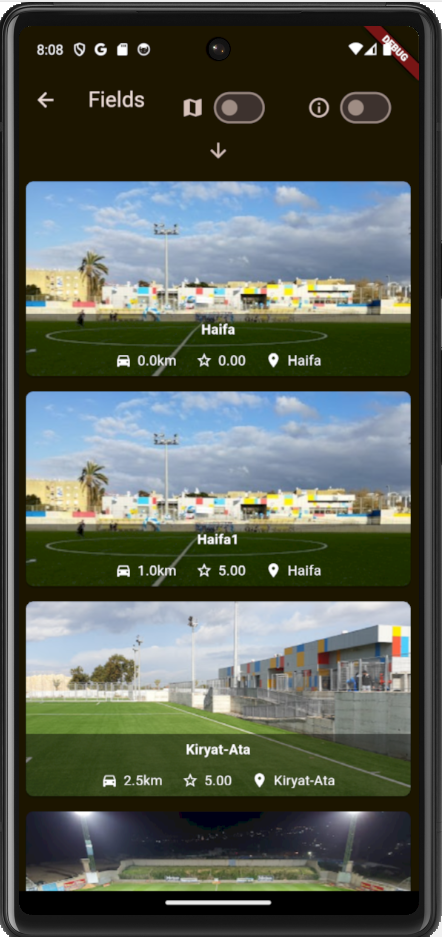 8:08
DEBUG
Fields
Haifa
0.0km 0.00 Haifa
Haifa1
1.0km 5.00 Haifa
Kiryat-Ata
2.5km 5.00 Kiryat-Ata